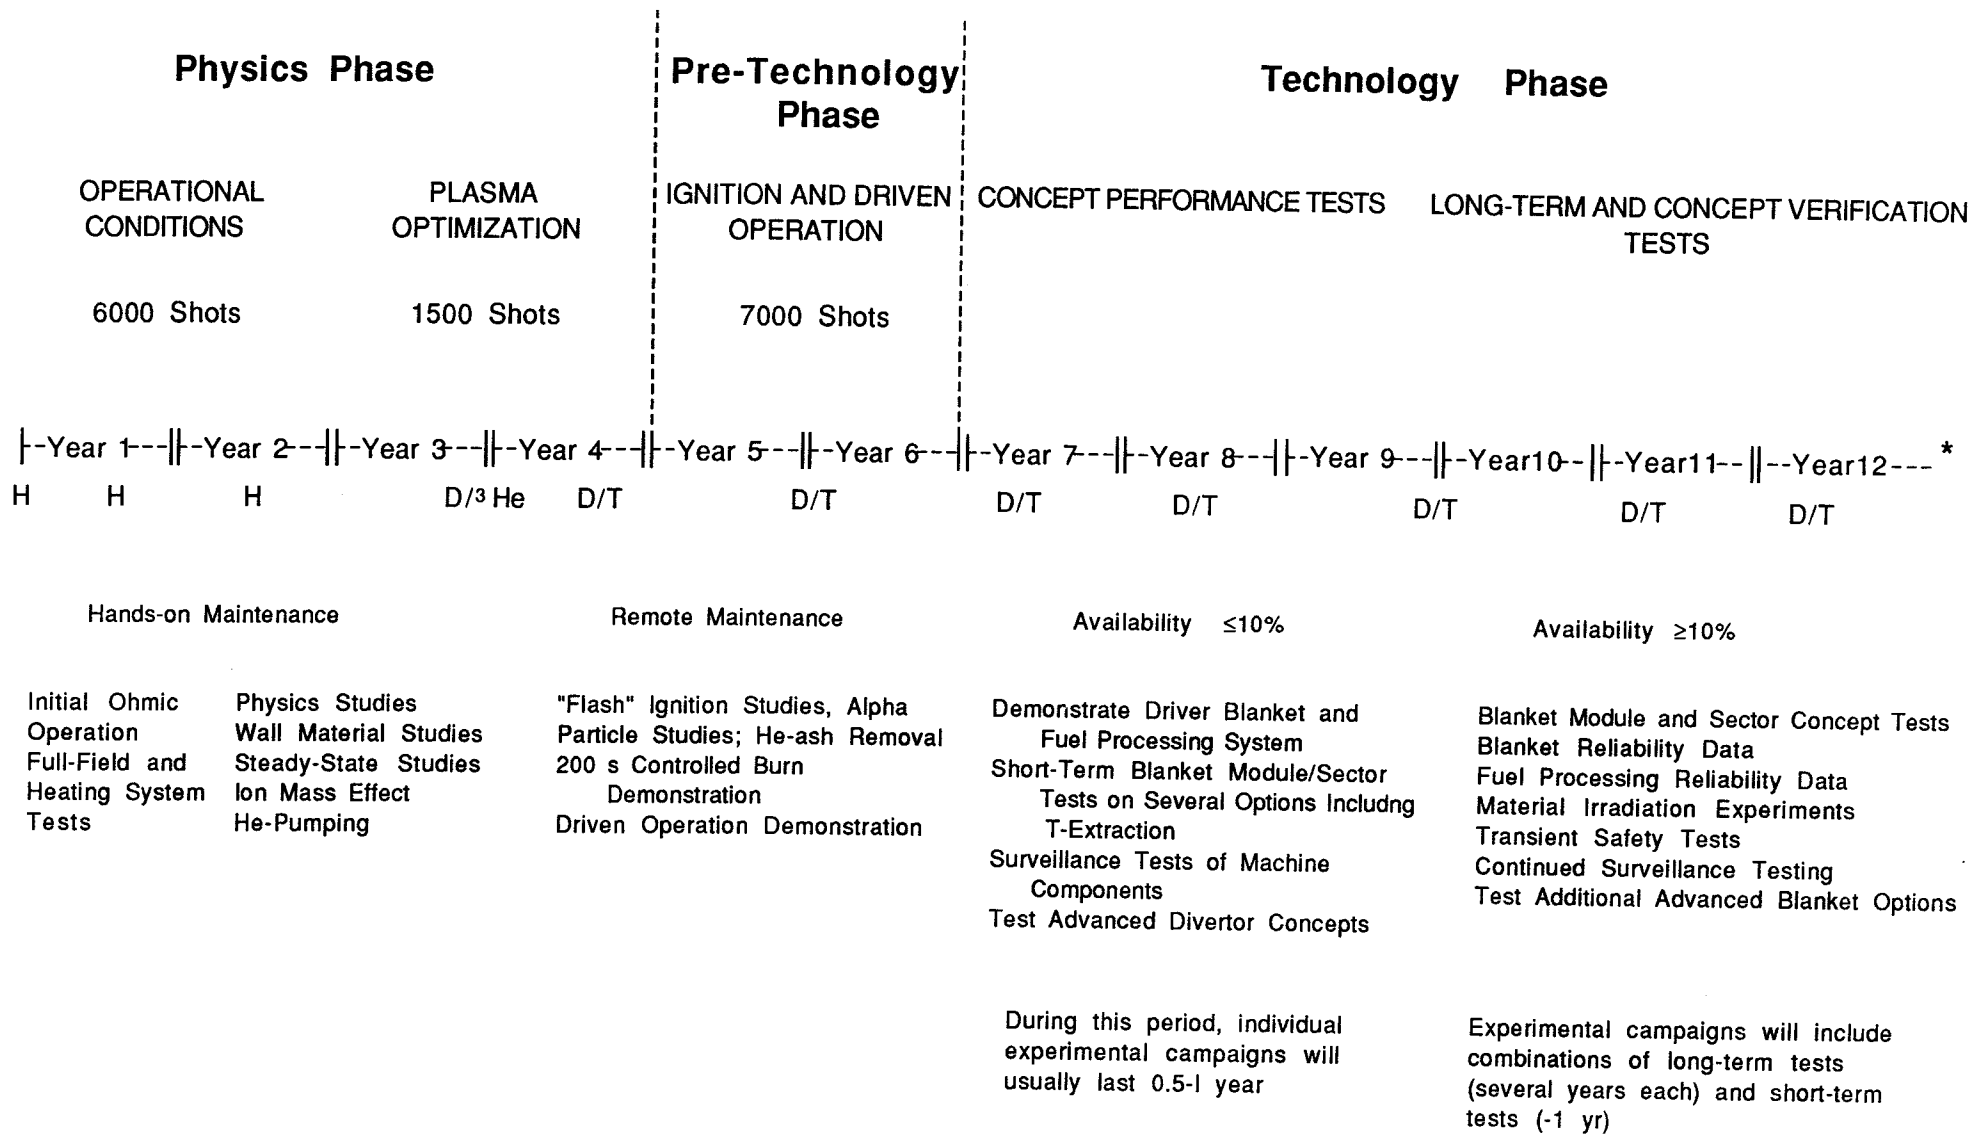 Physics Phase
Pre-Technology
Phase
Technology Phase
OPERATIONAL
CONDITIONS
PLASMA
OPTIMIZATION
IGNITION AND DRIVEN
OPERATION
CONCEPT PERFORMANCE TESTS
LONG-TERM AND CONCEPT VERIFICATION
TESTS
6000 Shots
1500 Shots
7000 Shots
├--Year 1---||--Year 2---||--Year 3---||--Year 4---||--Year 5---||--Year 6---||--Year 7---||--Year 8---||--Year 9---||--Year10--||--Year11--||--Year12--- *
H H H D/³He D/T D/T D/T D/T D/T D/T D/T
Hands-on Maintenance
Remote Maintenance
Availability ≤10%
Availability ≥10%
Initial Ohmic
Operation
Full-Field and
Heating System
Tests
Physics Studies
Wall Material Studies
Steady-State Studies
Ion Mass Effect
He-Pumping
"Flash" Ignition Studies, Alpha
Particle Studies; He-ash Removal
200 s Controlled Burn
Demonstration
Driven Operation Demonstration
Demonstrate Driver Blanket and
Fuel Processing System
Short-Term Blanket Module/Sector
Tests on Several Options Includng
T-Extraction
Surveillance Tests of Machine
Components
Test Advanced Divertor Concepts
Blanket Module and Sector Concept Tests
Blanket Reliability Data
Fuel Processing Reliability Data
Material Irradiation Experiments
Transient Safety Tests
Continued Surveillance Testing
Test Additional Advanced Blanket Options
During this period, individual
experimental campaigns will
usually last 0.5-l year
Experimental campaigns will include
combinations of long-term tests
(several years each) and short-term
tests (-1 yr)